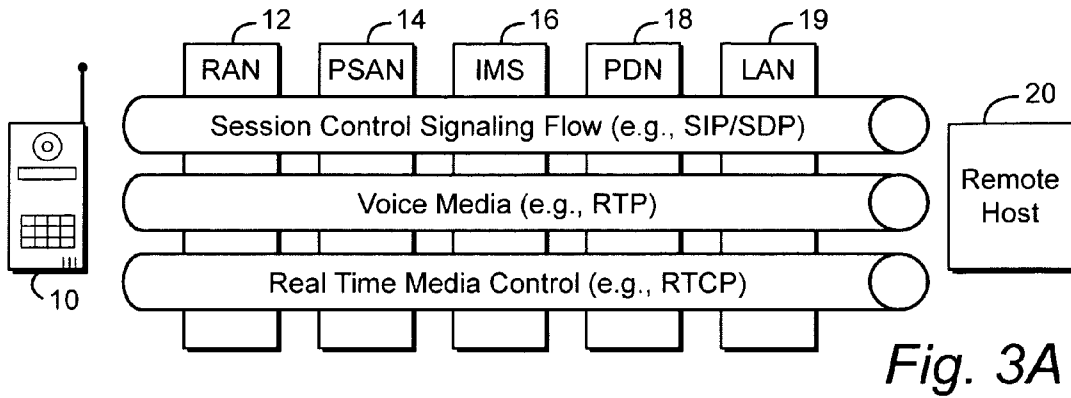 12
14
16
18
19
RAN
PSAN
IMS
PDN
LAN
20
Session Control Signaling Flow (e.g., SIP/SDP)
Voice Media (e.g., RTP)
Remote
Host
Real Time Media Control (e.g., RTCP)
10
Fig. 3A